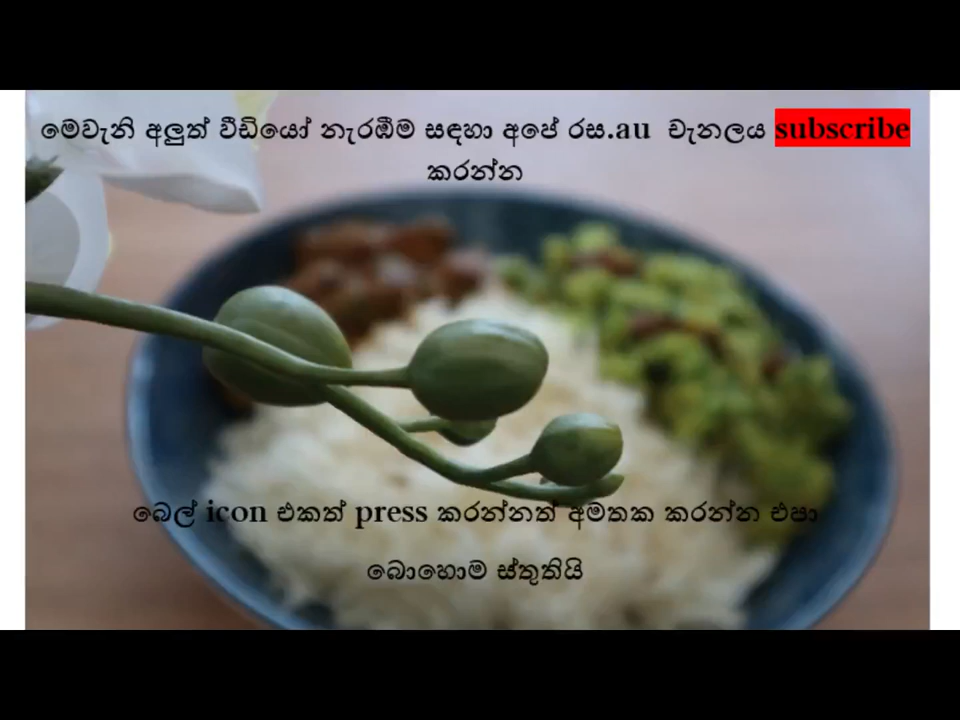 මෙවැනි අලුත් වීඩියෝ නැරඹීම සඳහා අපේ රස.au චැනලය subscribe
කරන්න
බෙල් icon එකත් press කරන්නත් අමතක කරන්න එපා
බොහොම ස්තුතියි